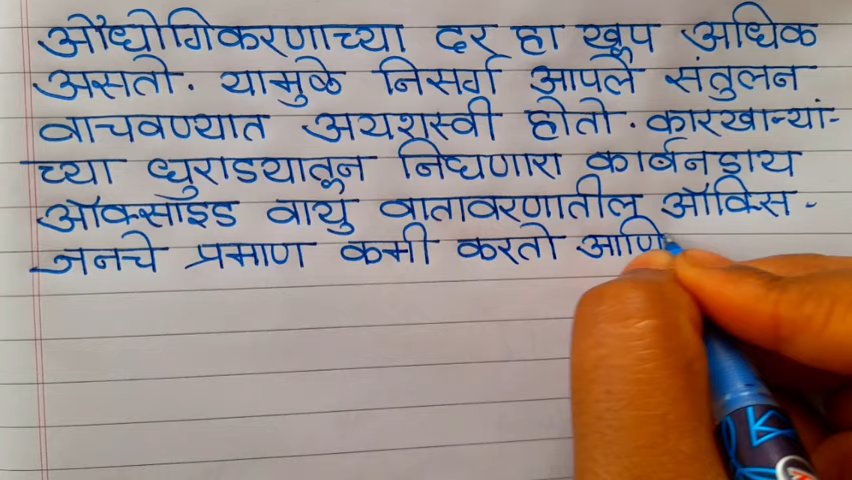 औद्योगिकरणाच्या दर हा खूप अधिक
असतो. यामुळे निसर्ग आपले संतुलन
वाचवण्यात अयशस्वी होतो. कारखान्यां-
च्या धुराड्यातून निघणारा कार्बनडाय
ऑक्साइड वायु वातावरणातील ऑक्सि-
जनचे प्रमाण कमी करतो आणि